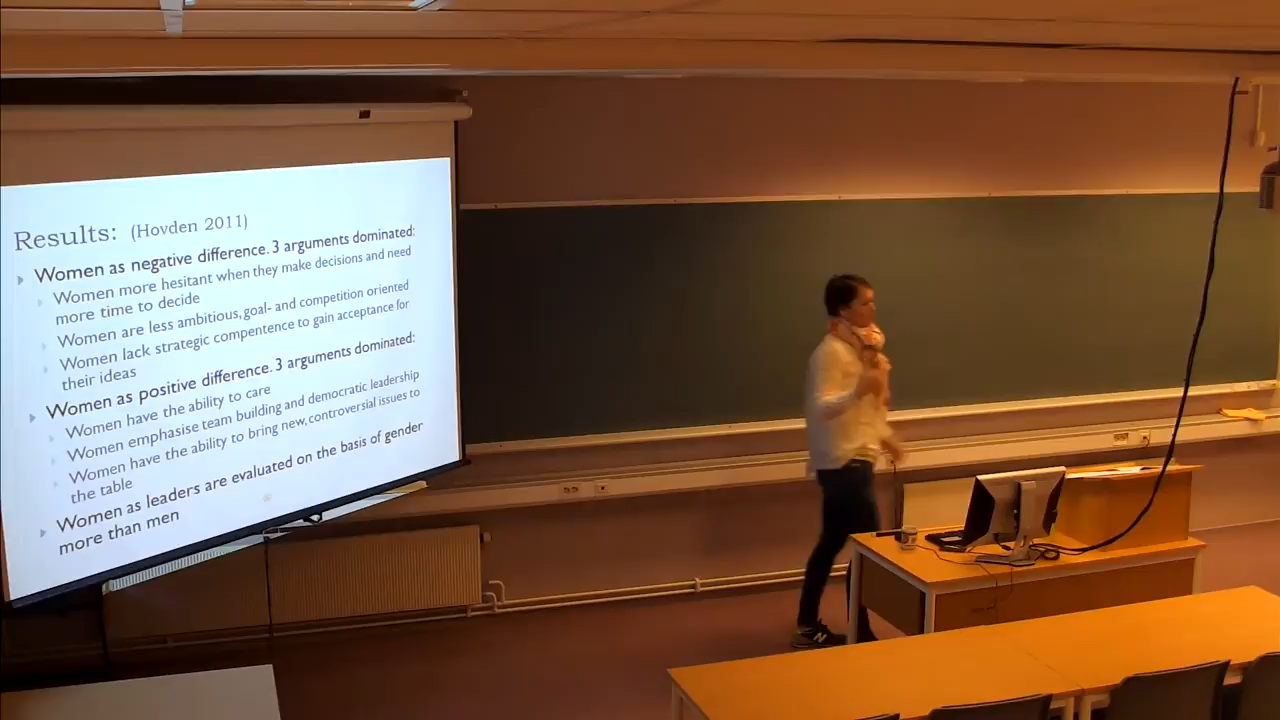 Results: (Hovden 2011)
Women as negative difference. 3 arguments dominated:
Women more hesitant when they make decisions and need
more time to decide
Women are less ambitious, goal- and competition oriented
Women lack strategic compentence to gain acceptance for
their ideas
Women as positive difference. 3 arguments dominated:
Women have the ability to care
Women emphasise team building and democratic leadership
Women have the ability to bring new, controversial issues to
the table
Women as leaders are evaluated on the basis of gender
more than men
N